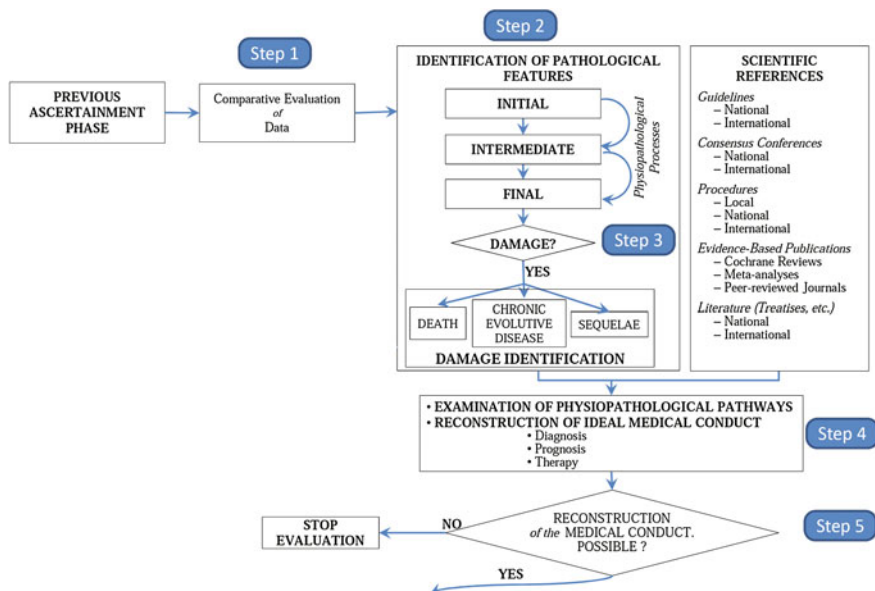 Step 1
PREVIOUS
ASCERTAINMENT
PHASE
Comparative Evaluation
of
Data
Step 2
IDENTIFICATION OF PATHOLOGICAL
FEATURES
INITIAL
INTERMEDIATE
FINAL
Physiopathological
Processes
DAMAGE?
Step 3
YES
DEATH
CHRONIC
EVOLUTIVE
DISEASE
SEQUELAE
DAMAGE IDENTIFICATION
SCIENTIFIC
REFERENCES
Guidelines
– National
– International
Consensus Conferences
– National
– International
Procedures
– Local
– National
– International
Evidence-Based Publications
– Cochrane Reviews
– Meta-analyses
– Peer-reviewed Journals
Literature (Treatises, etc.)
– National
– International
• EXAMINATION OF PHYSIOPATHOLOGICAL PATHWAYS
• RECONSTRUCTION OF IDEAL MEDICAL CONDUCT
• Diagnosis
• Prognosis
• Therapy
Step 4
RECONSTRUCTION
of the MEDICAL CONDUCT.
POSSIBLE ?
Step 5
NO
STOP
EVALUATION
YES